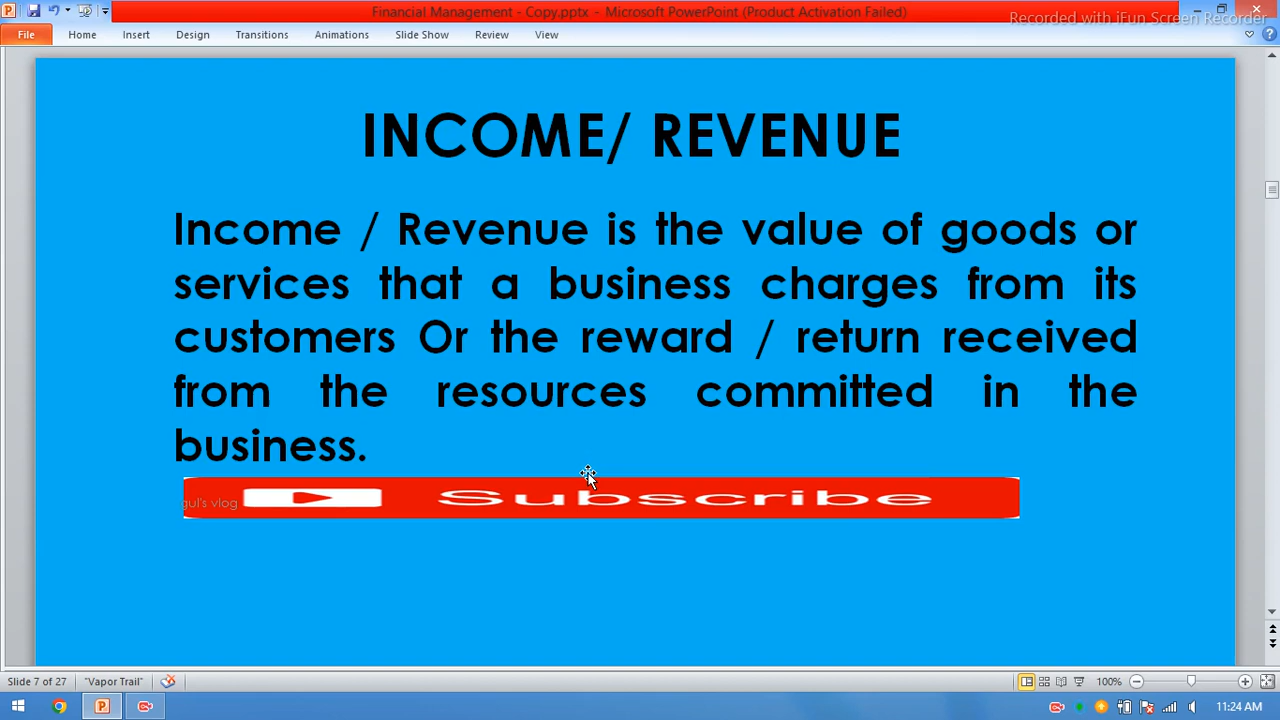 Financial Management - Copy.pptx - Microsoft PowerPoint (Product Activation Failed)
Recorded with iFun Screen Recorder
File Home Insert Design Transitions Animations Slide Show Review View
INCOME/ REVENUE
Income / Revenue is the value of goods or
services that a business charges from its
customers Or the reward / return received
from the resources committed in the
business.
gul's vlog Subscribe
Slide 7 of 27 "Vapor Trail" 100%
11:24 AM